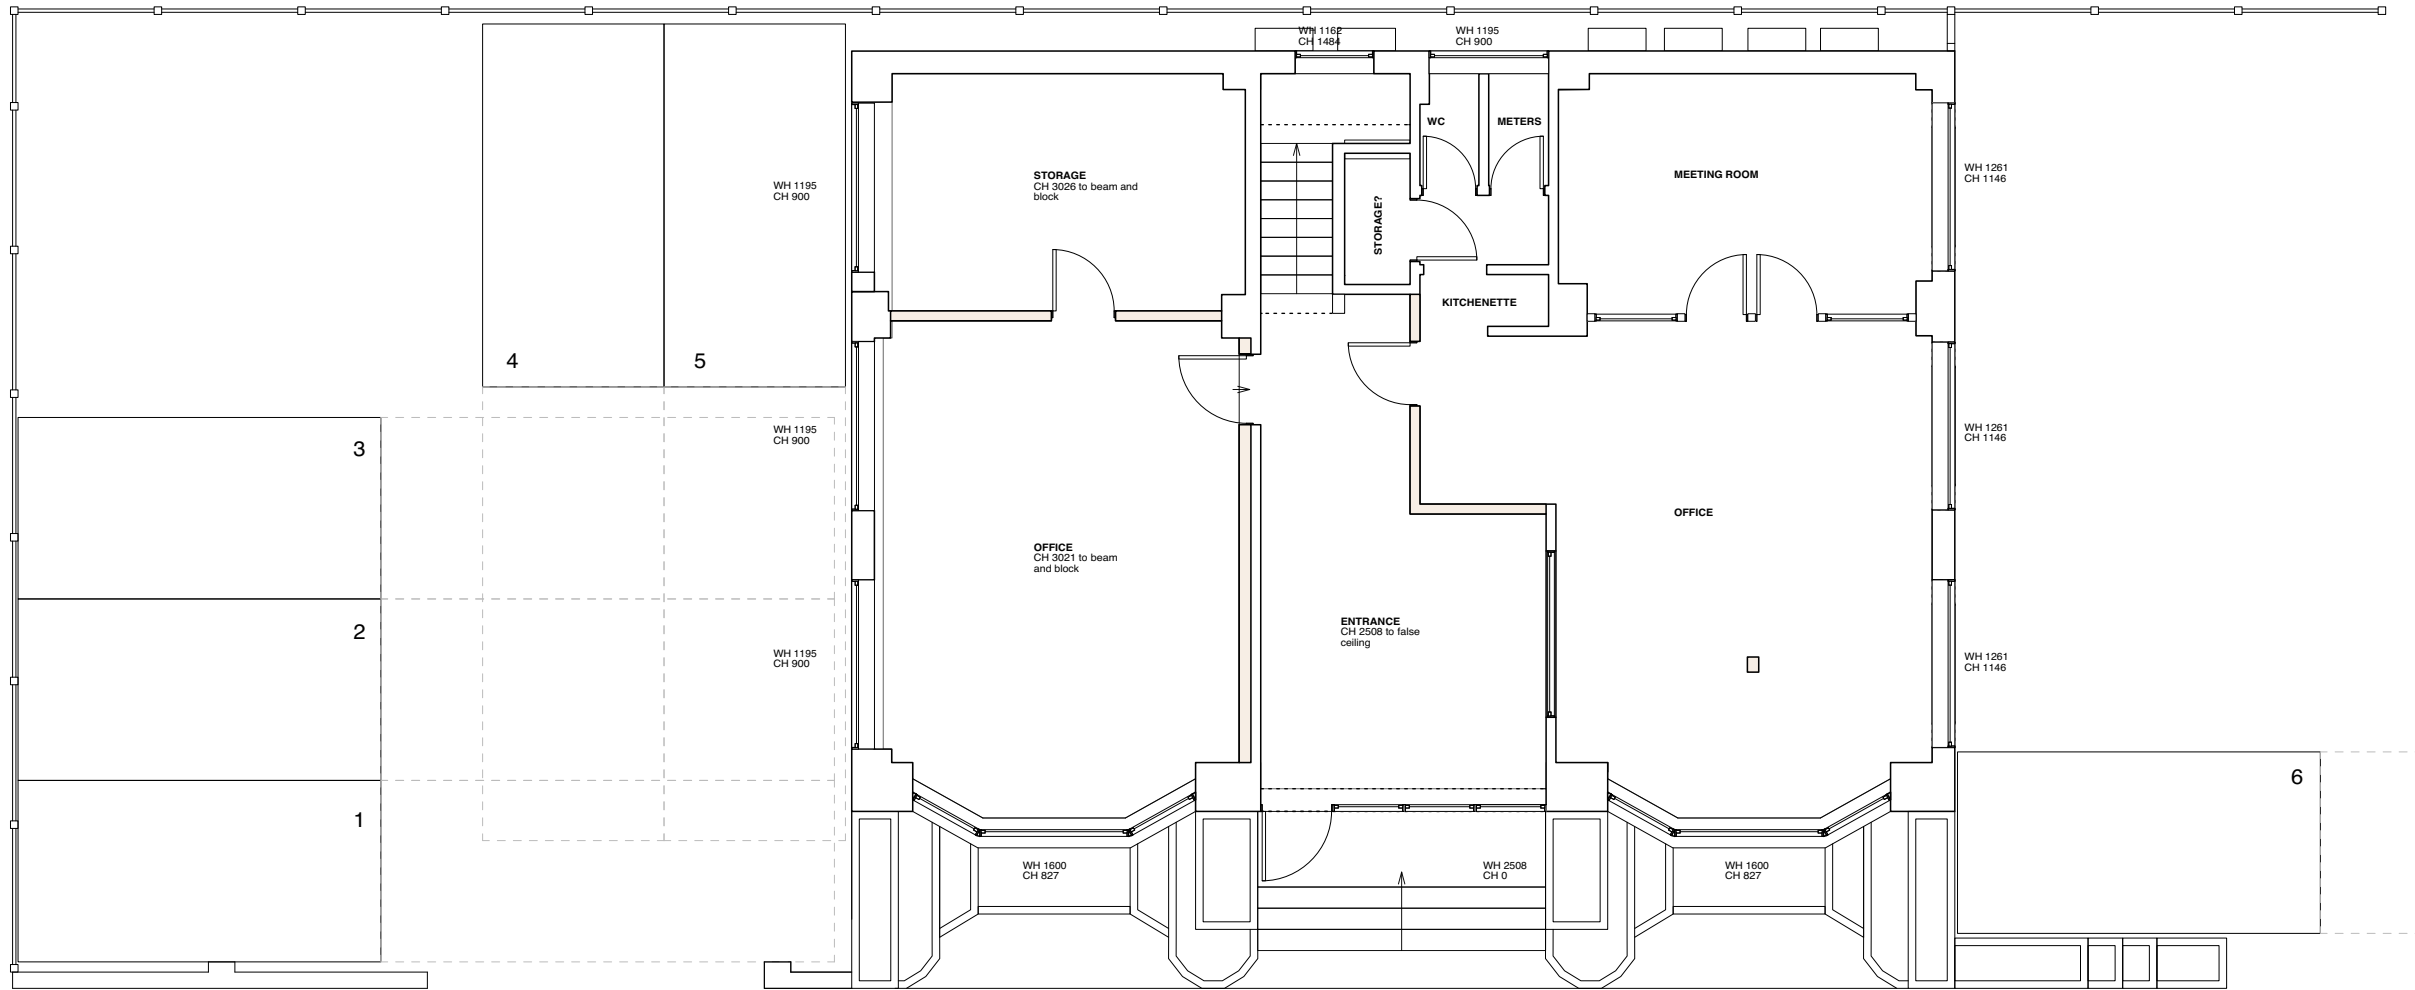 WH 1162
CH 1484
WH 1195
CH 900
WC
METERS
STORAGE
CH 3026 to beam and
block
WH 1195
CH 900
STORAGE?
MEETING ROOM
WH 1261
CH 1146
KITCHENETTE
4
5
3
WH 1195
CH 900
WH 1261
CH 1146
OFFICE
OFFICE
CH 3021 to beam
and block
2
WH 1195
CH 900
ENTRANCE
CH 2508 to false
ceiling
WH 1261
CH 1146
6
1
WH 1600
CH 827
WH 2508
CH 0
WH 1600
CH 827